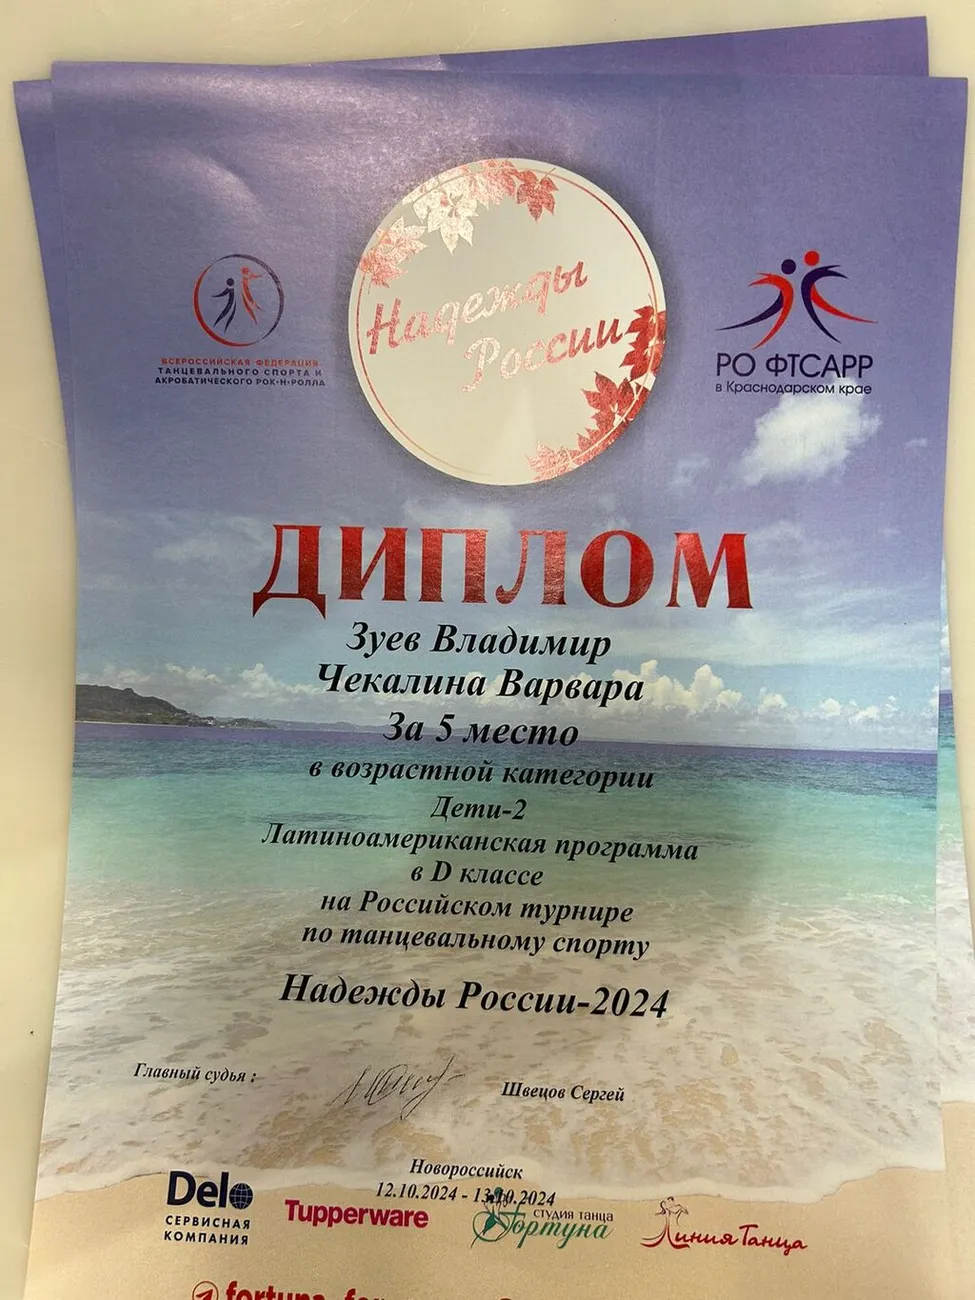 Надежды
России
ВСЕРОССИЙСКАЯ ФЕДЕРАЦИЯ
ТАНЦЕВАЛЬНОГО СПОРТА И
АКРОБАТИЧЕСКОГО РОК-Н-РОЛЛА
РО ФТСАРР
в Краснодарском крае
ДИПЛОМ
Зуев Владимир
Чекалина Варвара
За 5 место
в возрастной категории
Дети-2
Латиноамериканская программа
в D классе
на Российском турнире
по танцевальному спорту
Надежды России-2024
Главный судья :
Швецов Сергей
Новороссийск
12.10.2024 - 13.10.2024
Delo
СЕРВИСНАЯ
КОМПАНИЯ
Tupperware
СТУДИЯ ТАНЦА
Фортуна
Линия Танца
fortuna